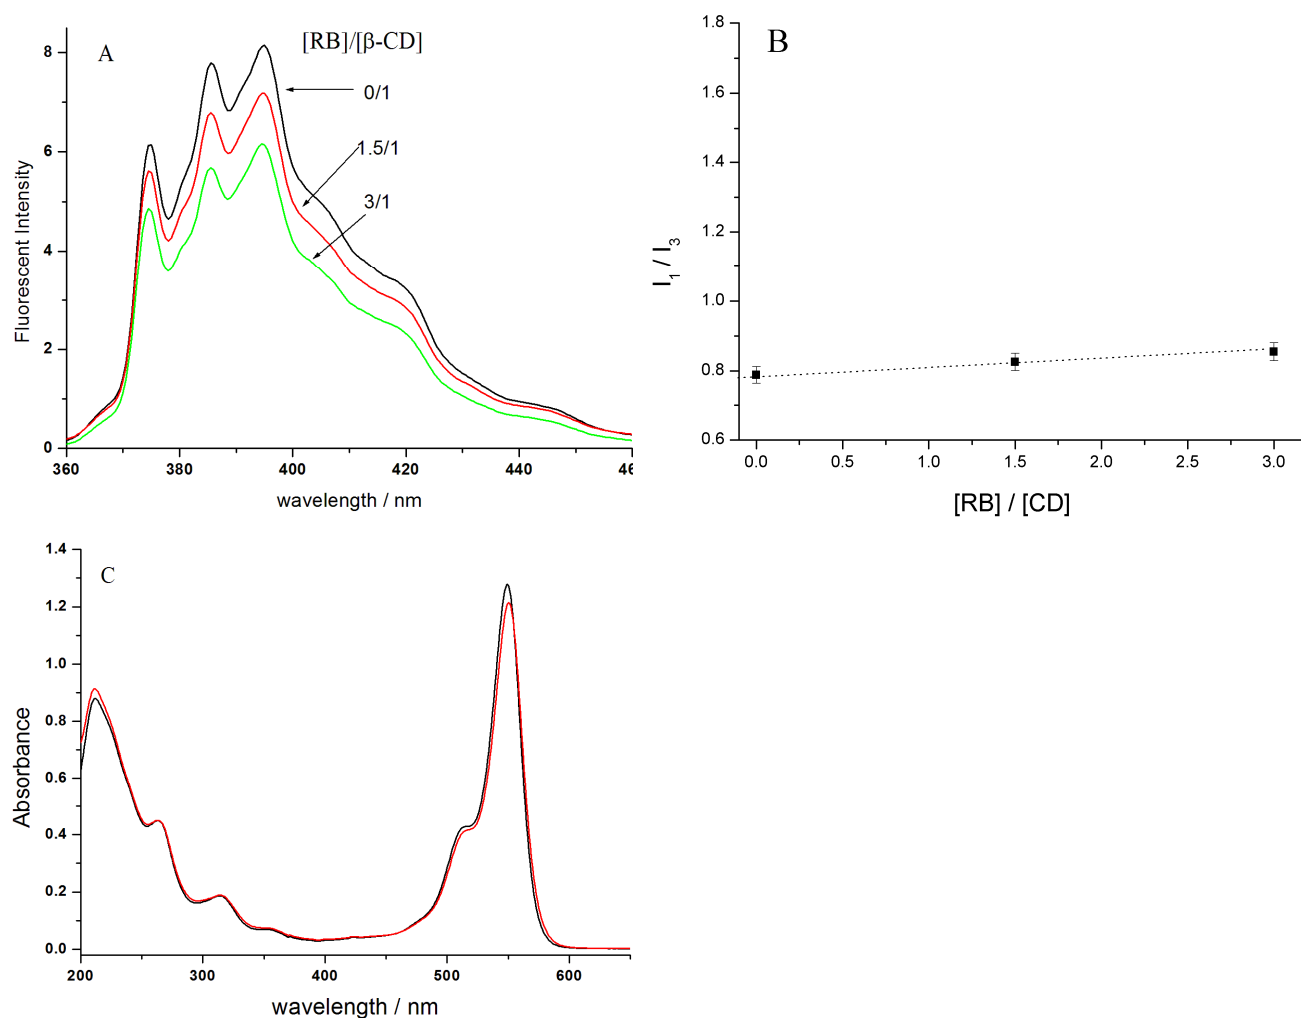 A
[RB]/[β-CD]
0/1
1.5/1
3/1
8
6
4
2
0
Fluorescent Intensity
360 380 400 420 440 46
wavelength / nm
B
1.8
1.6
1.4
1.2
1.0
0.8
0.6
I1 / I3
0.0 0.5 1.0 1.5 2.0 2.5 3.0
[RB] / [CD]
C
1.4
1.2
1.0
0.8
0.6
0.4
0.2
0.0
Absorbance
200 300 400 500 600
wavelength / nm